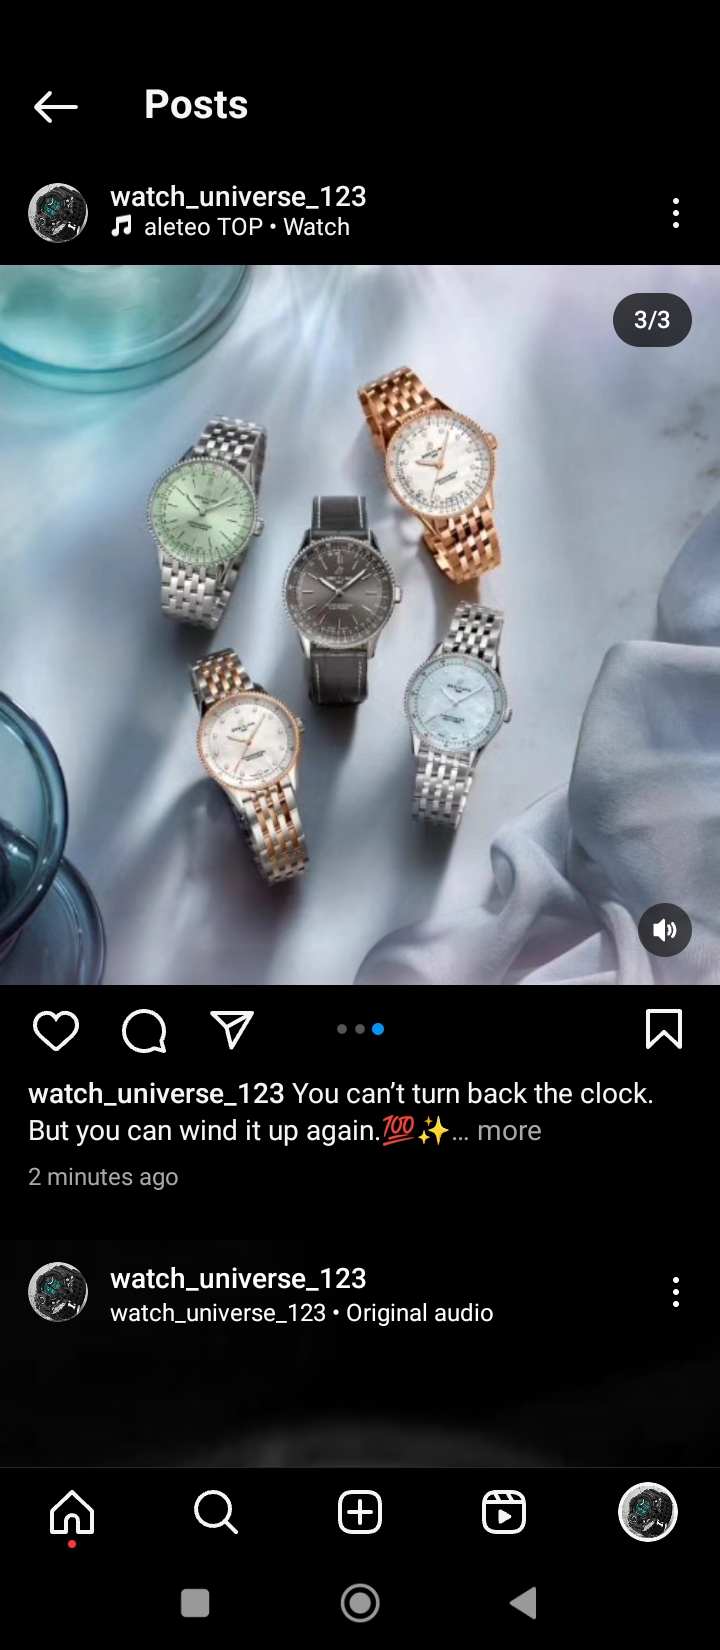 Posts
watch_universe_123
aleteo TOP • Watch
3/3
watch_universe_123 You can’t turn back the clock.
But you can wind it up again.💯✨… more
2 minutes ago
watch_universe_123
watch_universe_123 • Original audio